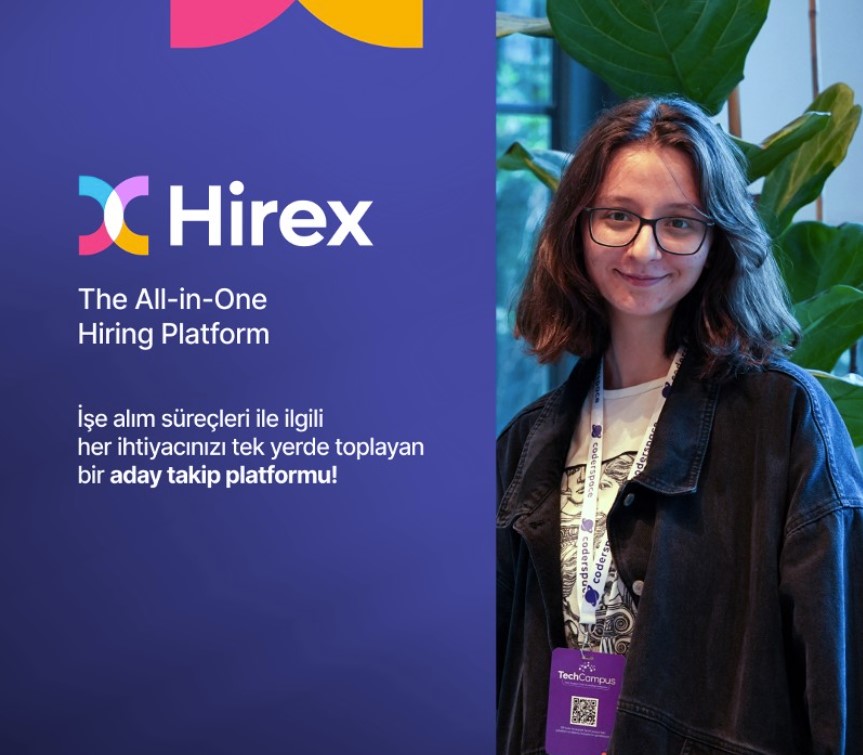 Hirex
The All-in-One
Hiring Platform
İşe alım süreçleri ile ilgili
her ihtiyacınızı tek yerde toplayan
bir aday takip platformu!
coderspace
coderspace
TechCampus